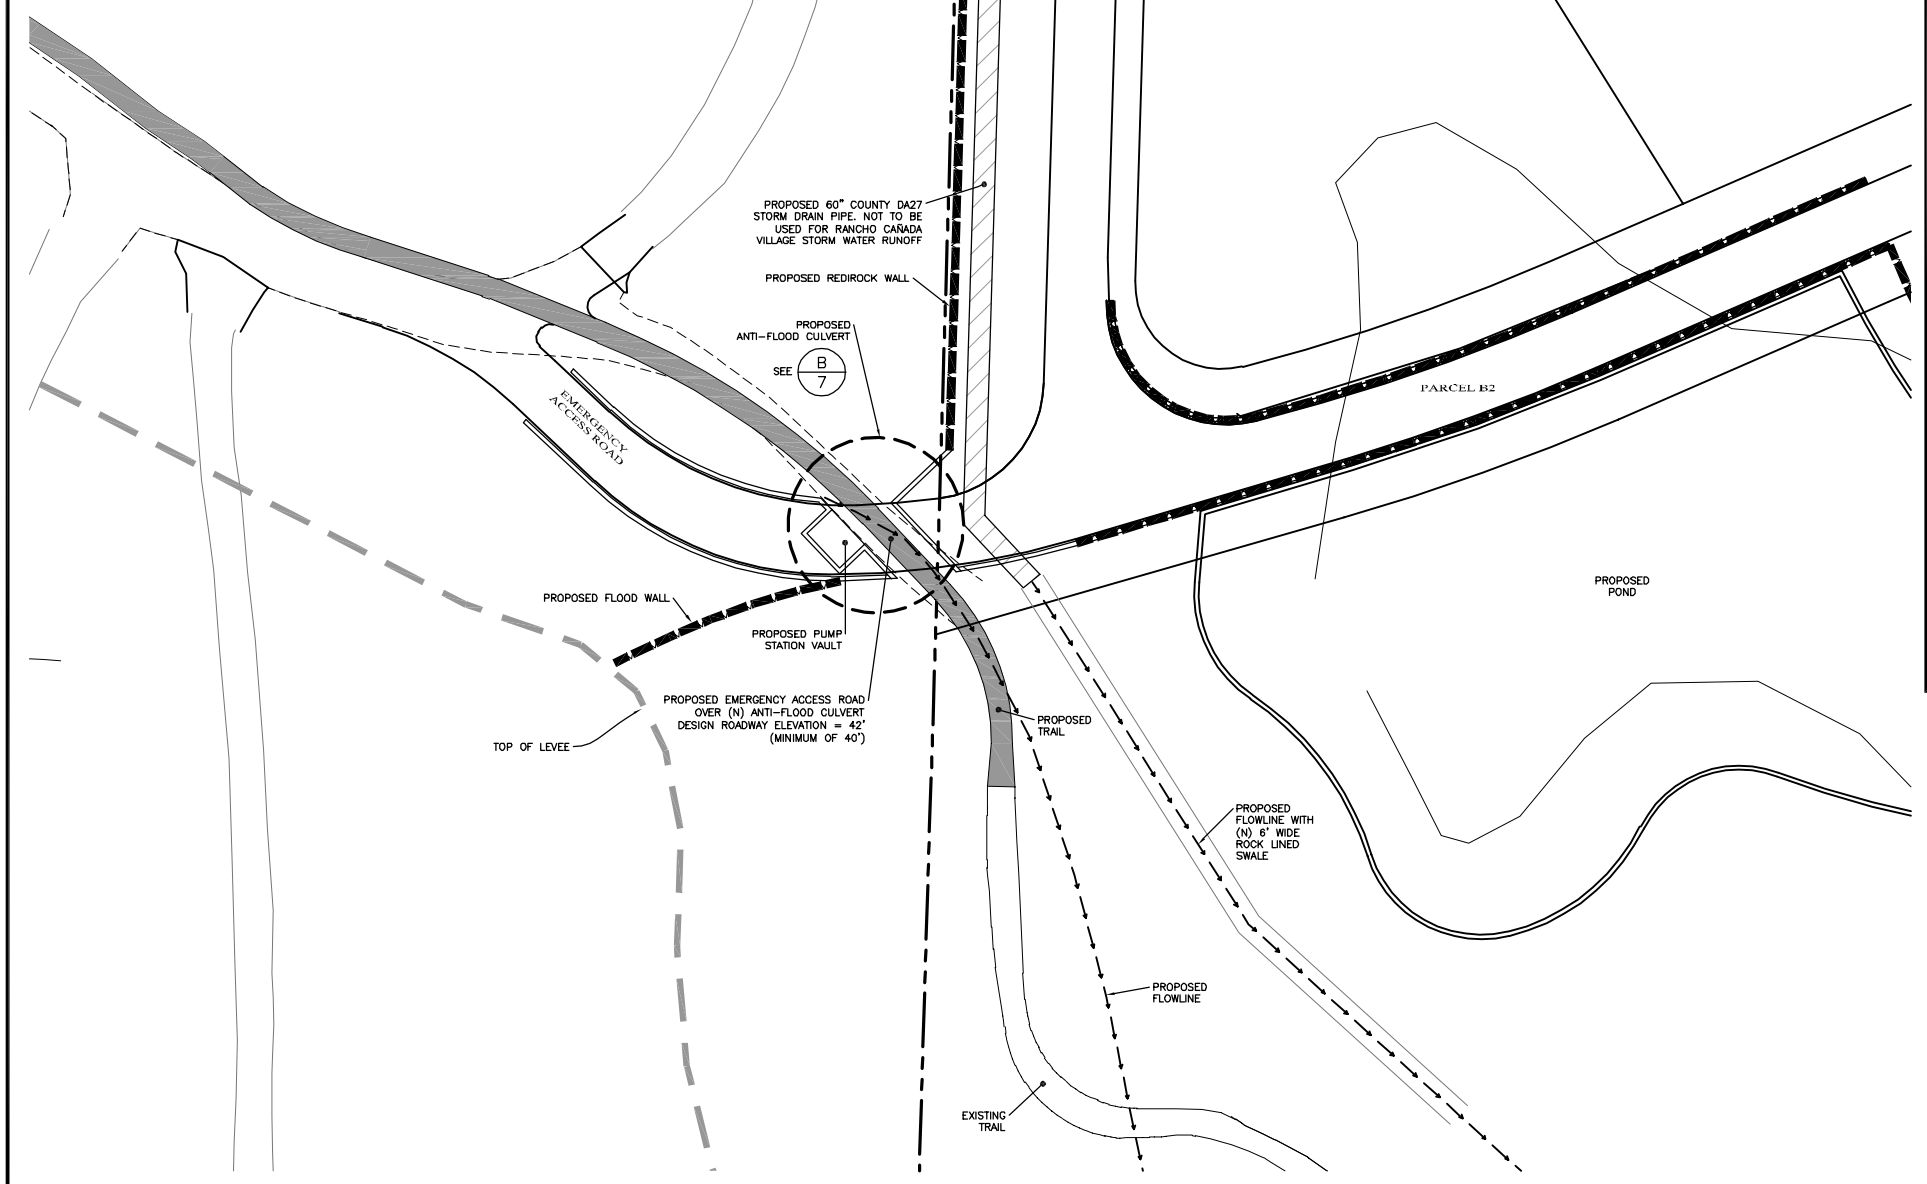 PROPOSED 60" COUNTY DA27
STORM DRAIN PIPE. NOT TO BE
USED FOR RANCHO CAÑADA
VILLAGE STORM WATER RUNOFF
PROPOSED REDIROCK WALL
PROPOSED
ANTI-FLOOD CULVERT
SEE
B
7
EMERGENCY
ACCESS ROAD
PARCEL B2
PROPOSED
POND
PROPOSED FLOOD WALL
PROPOSED PUMP
STATION VAULT
PROPOSED EMERGENCY ACCESS ROAD
OVER (N) ANTI-FLOOD CULVERT
DESIGN ROADWAY ELEVATION = 42'
(MINIMUM OF 40')
TOP OF LEVEE
PROPOSED
TRAIL
PROPOSED
FLOWLINE WITH
(N) 6' WIDE
ROCK LINED
SWALE
PROPOSED
FLOWLINE
EXISTING
TRAIL